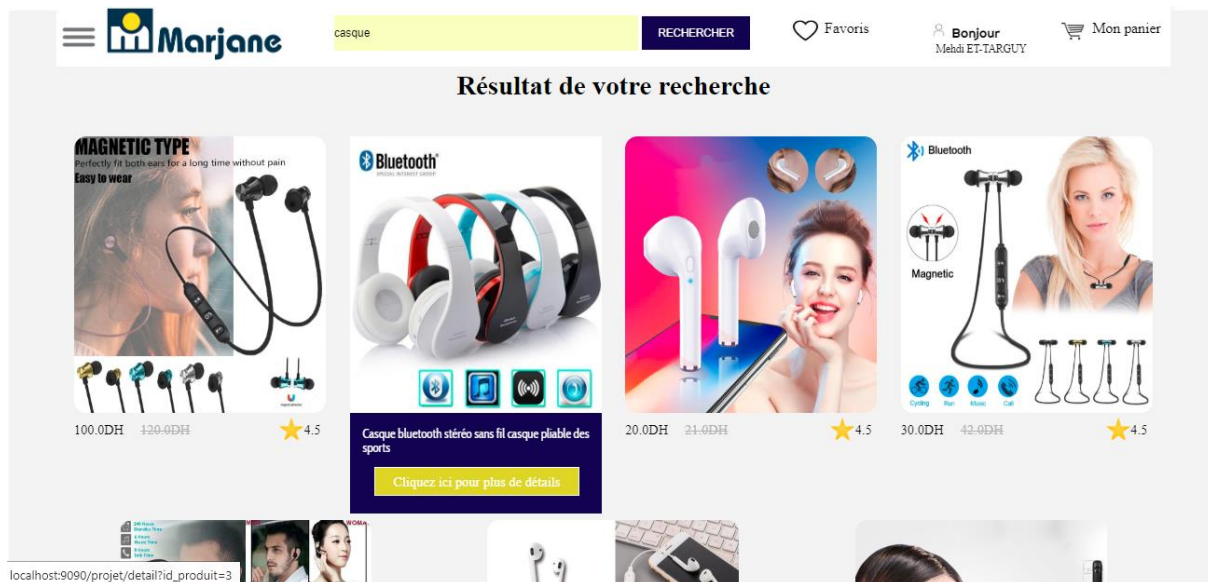 Marjane
casque
RECHERCHER
Favoris
Bonjour
Mehdi ET-TARGUY
Mon panier
Résultat de votre recherche
MAGNETIC TYPE
Perfectly fit both ears for a long time without pain
Easy to wear
Bluetooth
SPECIAL INTEREST GROUP
Bluetooth
Magnetic
Cycling Run Music Call
100.0DH 120.0DH 4.5
Casque bluetooth stéréo sans fil casque pliable des
sports
Cliquez ici pour plus de détails
20.0DH 21.0DH 4.5
30.0DH 42.0DH 4.5
localhost:9090/projet/detail?id_produit=3